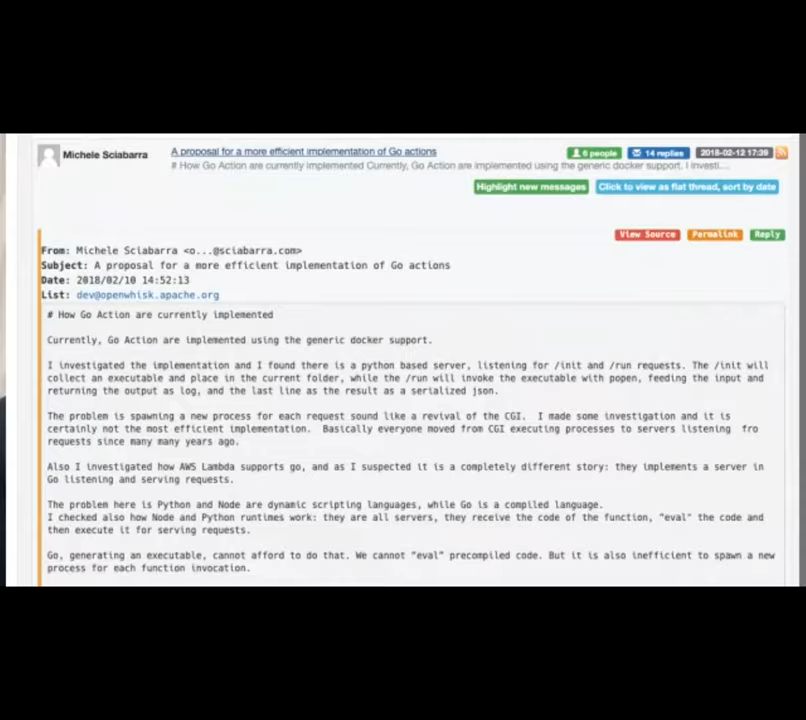 Michele Sciabarra
A proposal for a more efficient implementation of Go actions
6 people
14 replies
2018-02-12 17:39
# How Go Action are currently implemented Currently, Go Action are implemented using the generic docker support. I investi...
Highlight new messages
Click to view as flat thread, sort by date
View Source
Permalink
Reply
From: Michele Sciabarra <o...@sciabarra.com>
Subject: A proposal for a more efficient implementation of Go actions
Date: 2018/02/10 14:52:13
List: dev@openwhisk.apache.org
# How Go Action are currently implemented
Currently, Go Action are implemented using the generic docker support.
I investigated the implementation and I found there is a python based server, listening for /init and /run requests. The /init will
collect an executable and place in the current folder, while the /run will invoke the executable with popen, feeding the input and
returning the output as log, and the last line as the result as a serialized json.
The problem is spawning a new process for each request sound like a revival of the CGI.  I made some investigation and it is
certainly not the most efficient implementation.  Basically everyone moved from CGI executing processes to servers listening  fro
requests since many many years ago.
Also I investigated how AWS Lambda supports go, and as I suspected it is a completely different story: they implements a server in
Go listening and serving requests.
The problem here is Python and Node are dynamic scripting languages, while Go is a compiled language.
I checked also how Node and Python runtimes work: they are all servers, they receive the code of the function, "eval" the code and
then execute it for serving requests.
Go, generating an executable, cannot afford to do that. We cannot "eval" precompiled code. But it is also inefficient to spawn a new
process for each function invocation.